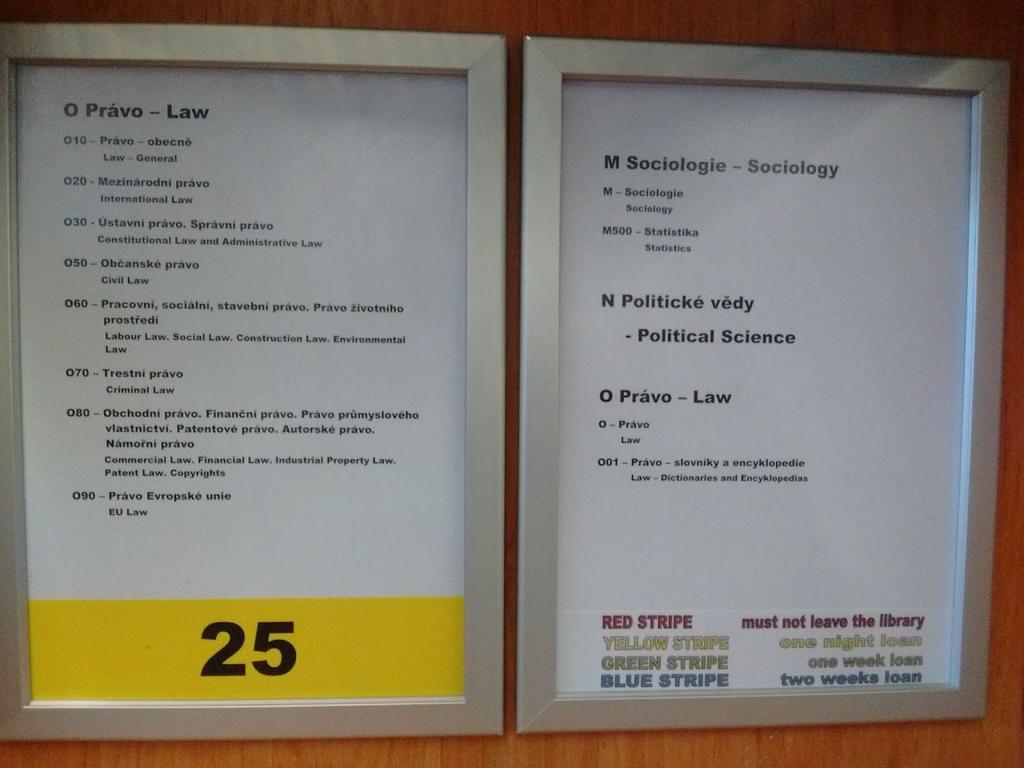 O Právo – Law
O10 – Právo – obecně
Law – General
O20 - Mezinárodní právo
International Law
O30 - Ústavní právo. Správní právo
Constitutional Law and Administrative Law
O50 – Občanské právo
Civil Law
O60 – Pracovní, sociální, stavební právo. Právo životního
prostředí
Labour Law. Social Law. Construction Law. Environmental
Law
O70 – Trestní právo
Criminal Law
O80 – Obchodní právo. Finanční právo. Právo průmyslového
vlastnictví. Patentové právo. Autorské právo.
Námořní právo
Commercial Law. Financial Law. Industrial Property Law.
Patent Law. Copyrights
O90 – Právo Evropské unie
EU Law
25
M Sociologie – Sociology
M – Sociologie
Sociology
M500 – Statistika
Statistics
N Politické vědy
- Political Science
O Právo – Law
O – Právo
Law
O01 – Právo – slovníky a encyklopedie
Law – Dictionaries and Encyklopedias
RED STRIPE must not leave the library
YELLOW STRIPE one night loan
GREEN STRIPE one week loan
BLUE STRIPE two weeks loan